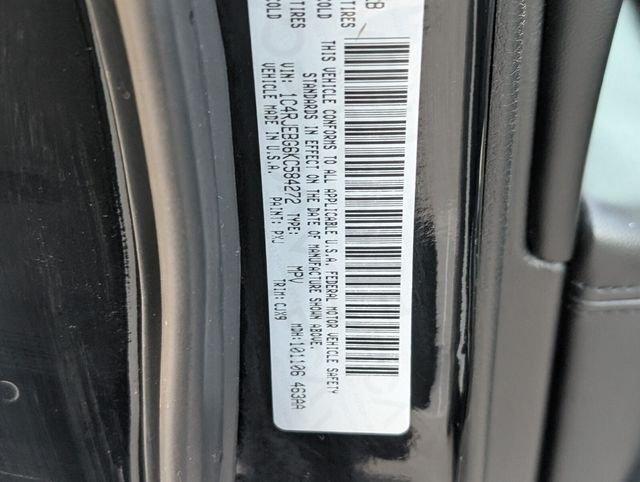 TIRES COLD TIRES COLD
THIS VEHICLE CONFORMS TO ALL APPLICABLE U.S.A. FEDERAL MOTOR VEHICLE SAFETY
STANDARDS IN EFFECT ON THE DATE OF MANUFACTURE SHOWN ABOVE.
VIN: 1C4RJEBG6KC584272 TYPE: MPV MDH:101106 463AA
VEHICLE MADE IN U.S.A. PAINT: PXJ TRIM: CJX9